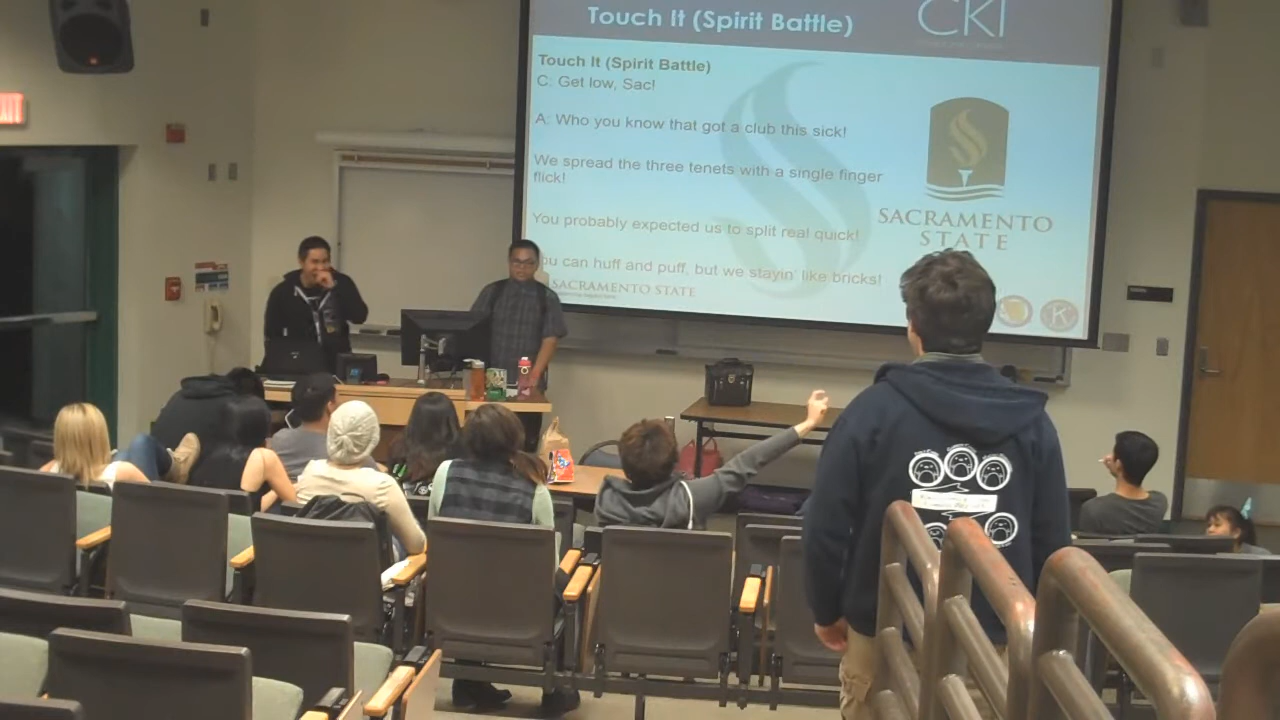 Touch It (Spirit Battle)
CKI
Touch It (Spirit Battle)
C: Get low, Sac!
A: Who you know that got a club this sick!
We spread the three tenets with a single finger
flick!
You probably expected us to split real quick!
You can huff and puff, but we stayin' like bricks!
SACRAMENTO
STATE
SACRAMENTO STATE
K